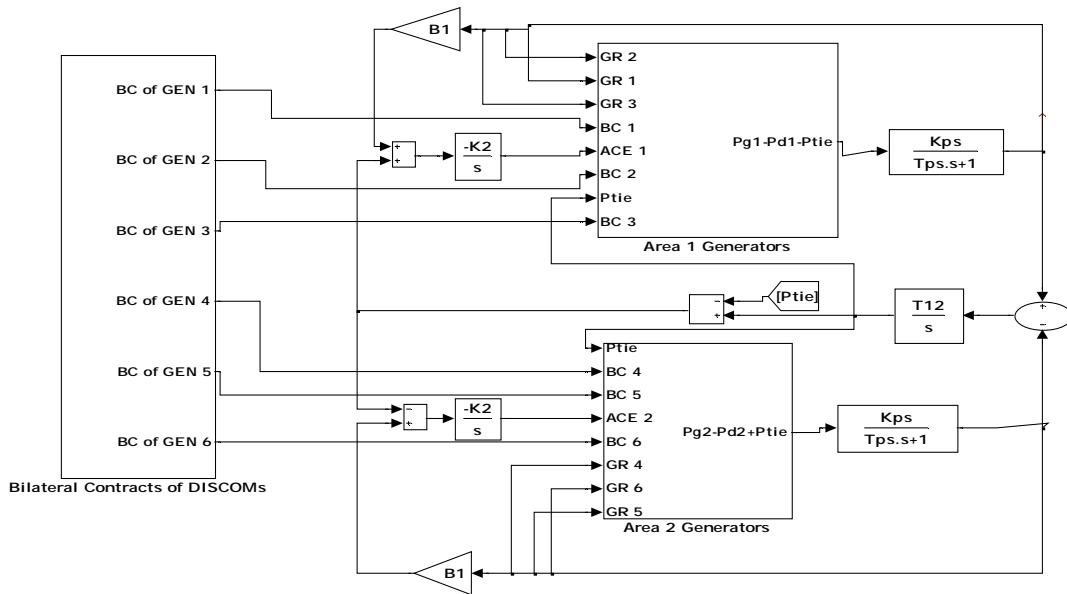 B1
GR 2
GR 1
GR 3
BC 1
ACE 1
BC 2
Ptie
BC 3
Pg1-Pd1-Ptie
Area 1 Generators
Kps
Tps.s+1
+
+
-K2
s
BC of GEN 1
BC of GEN 2
BC of GEN 3
BC of GEN 4
BC of GEN 5
BC of GEN 6
Bilateral Contracts of DISCOMs
[Ptie]
−
+
T12
s
+
−
Ptie
BC 4
BC 5
ACE 2
BC 6
GR 4
GR 6
GR 5
Pg2-Pd2+Ptie
Area 2 Generators
Kps
Tps.s+1
−
+
-K2
s
B1